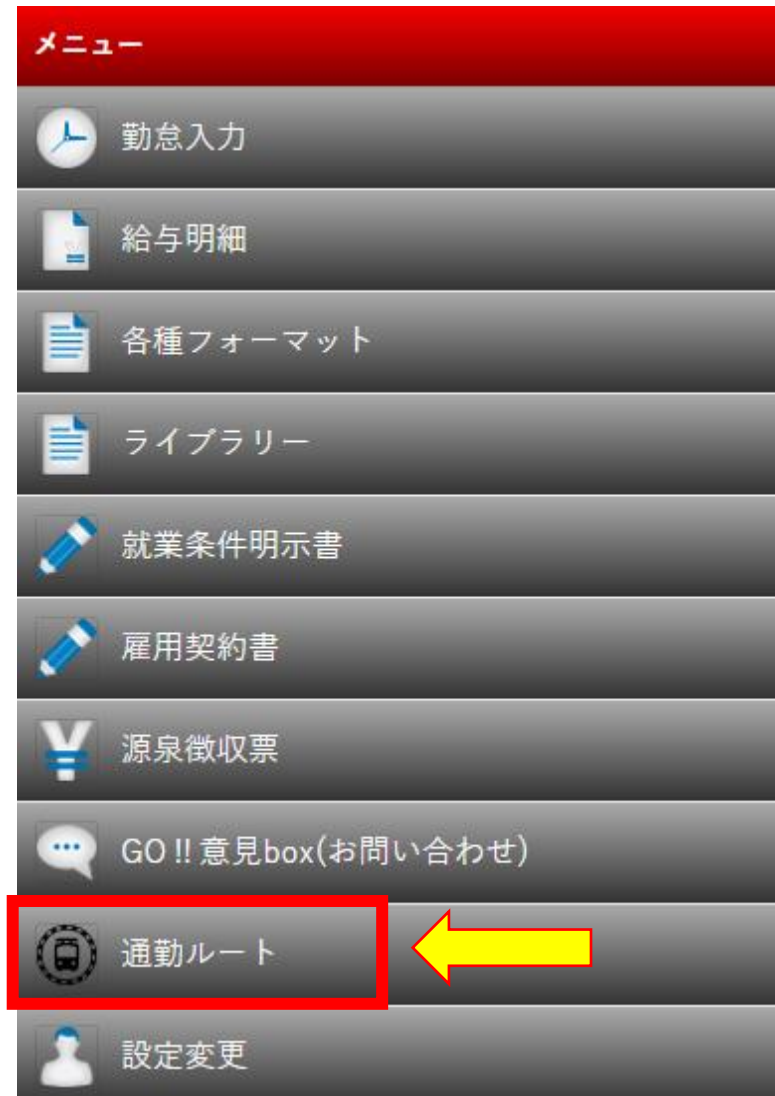 メニュー
勤怠入力
給与明細
各種フォーマット
ライブラリー
就業条件明示書
雇用契約書
源泉徴収票
GO!!意見box(お問い合わせ)
通勤ルート
設定変更